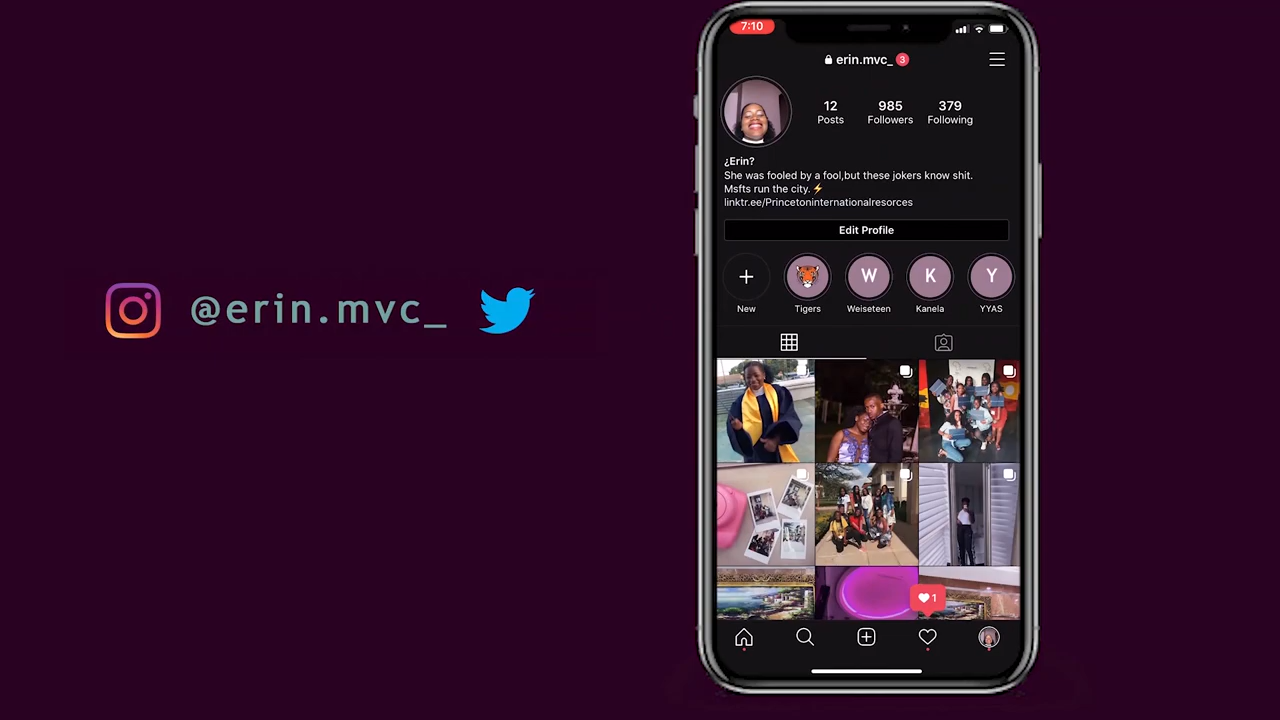 @erin.mvc_
7:10
erin.mvc_ 3
12 985 379
Posts Followers Following
¿Erin?
She was fooled by a fool,but these jokers know shit.
Msfts run the city.⚡
linktr.ee/Princetoninternationalresorces
Edit Profile
W K Y
New Tigers Weiseteen Kanela YYAS
1